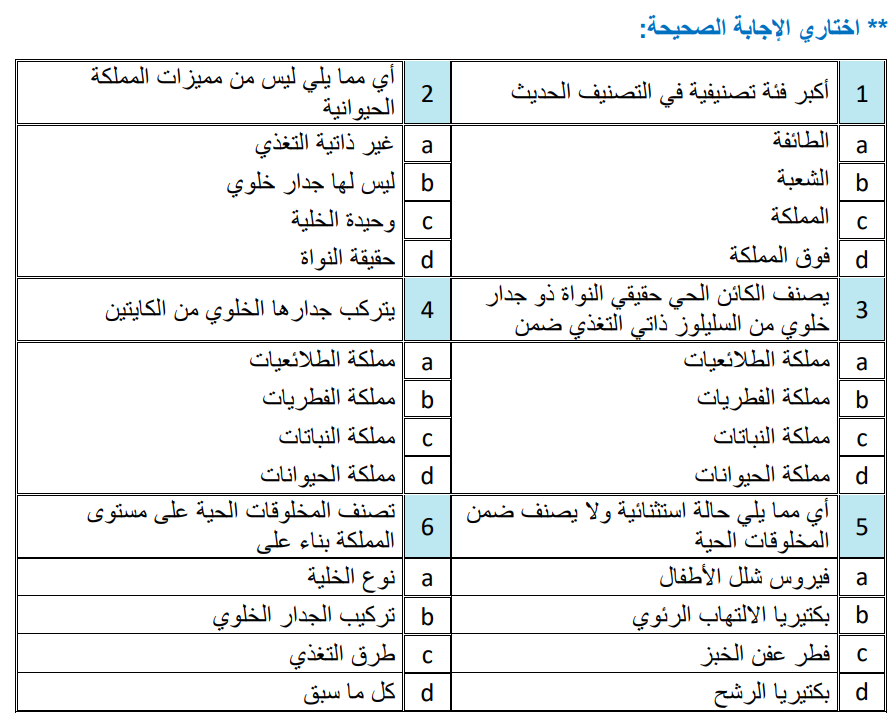 ** اختاري الإجابة الصحيحة:
1
أكبر فئة تصنيفية في التصنيف الحديث
a
الطائفة
b
الشعبة
c
المملكة
d
فوق المملكة
2
أي مما يلي ليس من مميزات المملكة
الحيوانية
a
غير ذاتية التغذي
b
ليس لها جدار خلوي
c
وحيدة الخلية
d
حقيقة النواة
3
يصنف الكائن الحي حقيقي النواة ذو جدار
خلوي من السليلوز ذاتي التغذي ضمن
a
مملكة الطلائعيات
b
مملكة الفطريات
c
مملكة النباتات
d
مملكة الحيوانات
4
يتركب جدارها الخلوي من الكايتين
a
مملكة الطلائعيات
b
مملكة الفطريات
c
مملكة النباتات
d
مملكة الحيوانات
5
أي مما يلي حالة استثنائية ولا يصنف ضمن
المخلوقات الحية
a
فيروس شلل الأطفال
b
بكتيريا الالتهاب الرئوي
c
فطر عفن الخبز
d
بكتيريا الرشح
6
تصنف المخلوقات الحية على مستوى
المملكة بناء على
a
نوع الخلية
b
تركيب الجدار الخلوي
c
طرق التغذي
d
كل ما سبق